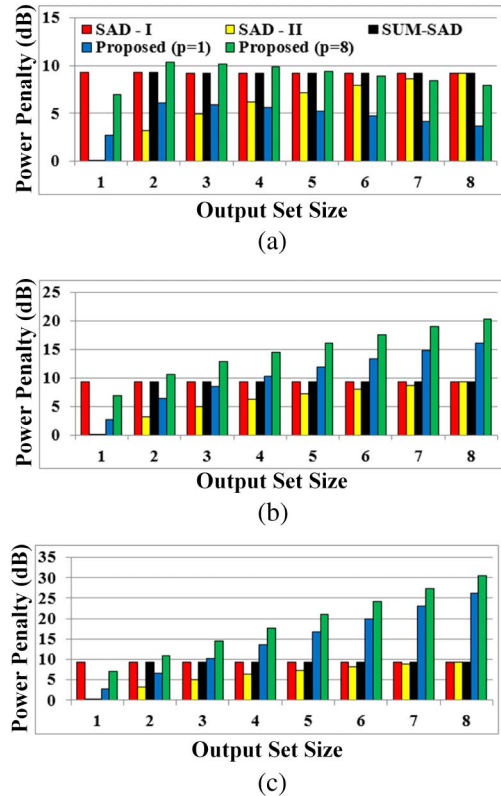 15
SAD - I
SAD - II
SUM-SAD
Proposed (p=1)
Proposed (p=8)
10
5
0
Power Penalty (dB)
1 2 3 4 5 6 7 8
Output Set Size
(a)
25
20
15
10
5
0
Power Penalty (dB)
1 2 3 4 5 6 7 8
Output Set Size
(b)
35
30
25
20
15
10
5
0
Power Penalty (dB)
1 2 3 4 5 6 7 8
Output Set Size
(c)